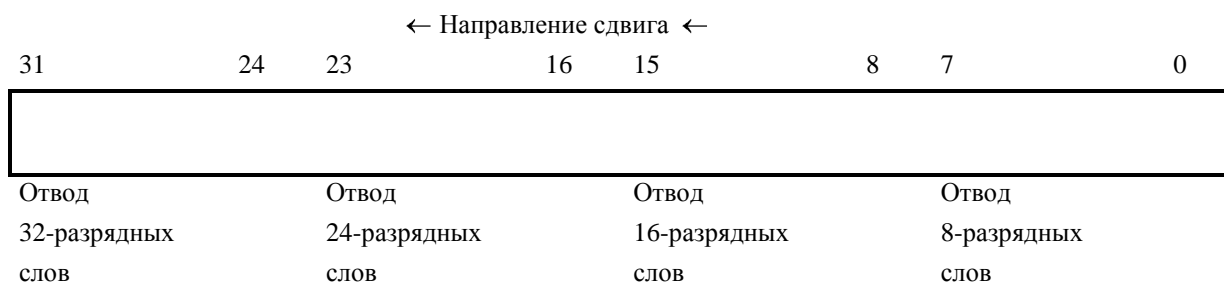 ← Направление сдвига ←
31 24 23 16 15 8 7 0
Отвод Отвод Отвод Отвод
32-разрядных 24-разрядных 16-разрядных 8-разрядных
слов слов слов слов